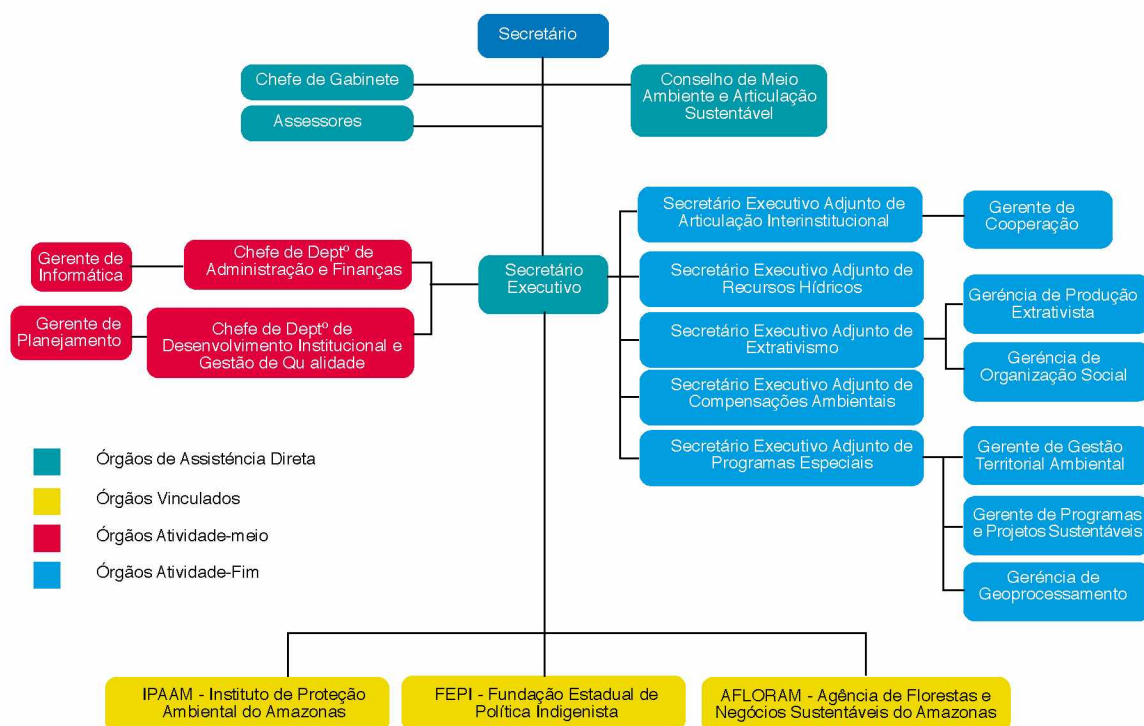 Secretário
Chefe de Gabinete
Assessores
Conselho de Meio
Ambiente e Articulação
Sustentável
Secretário Executivo Adjunto de
Articulação Interinstitucional
Gerente de
Cooperação
Gerente de
Informática
Chefe de Deptº de
Administração e Finanças
Secretário
Executivo
Secretário Executivo Adjunto de
Recursos Hídricos
Gerência de Produção
Extrativista
Gerente de
Planejamento
Chefe de Deptº de
Desenvolvimento Institucional e
Gestão de Qu alidade
Secretário Executivo Adjunto de
Extrativismo
Gerência de
Organização Social
Secretário Executivo Adjunto de
Compensações Ambientais
Secretário Executivo Adjunto de
Programas Especiais
Gerente de Gestão
Territorial Ambiental
Gerente de Programas
e Projetos Sustentáveis
Gerência de
Geoprocessamento
Órgãos de Assisténcia Direta
Órgãos Vinculados
Órgãos Atividade-meio
Órgãos Atividade-Fim
IPAAM - Instituto de Proteção
Ambiental do Amazonas
FEPI - Fundação Estadual de
Política Indigenista
AFLORAM - Agência de Florestas e
Negócios Sustentáveis do Amazonas